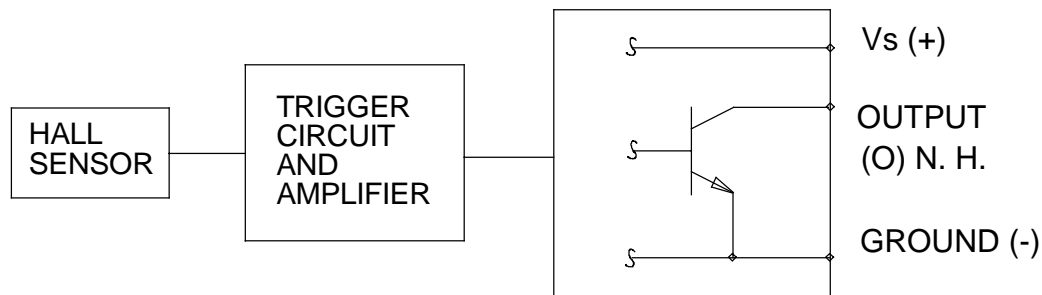 HALL
SENSOR
TRIGGER
CIRCUIT
AND
AMPLIFIER
Vs (+)
OUTPUT
(O) N. H.
GROUND (-)